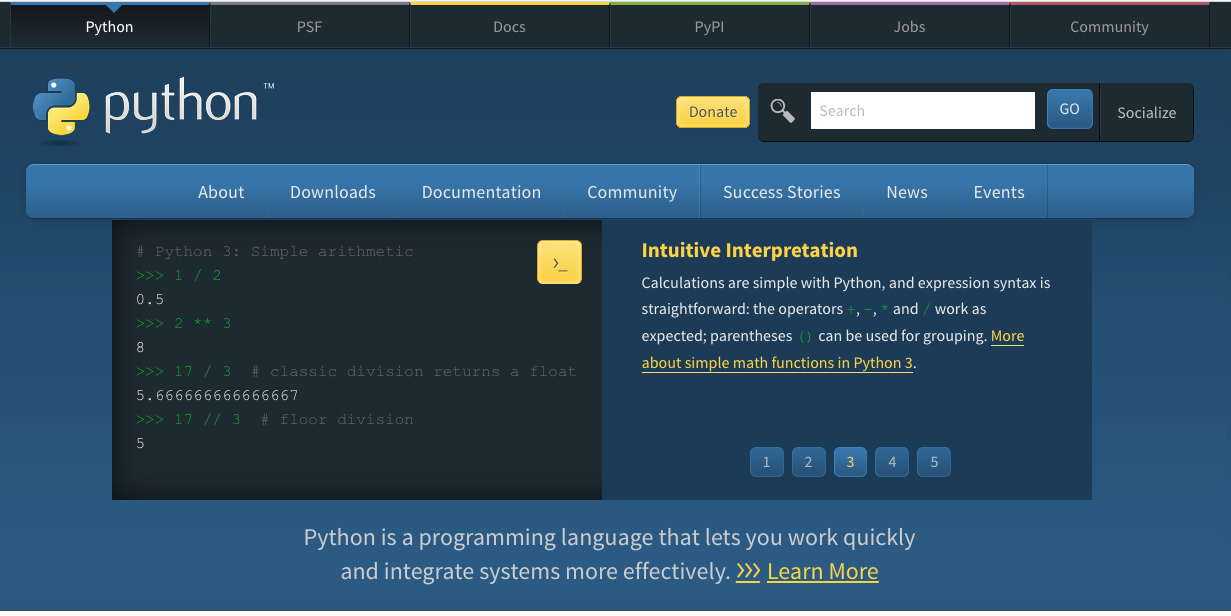 Python PSF Docs PyPI Jobs Community
python™
Donate Search GO Socialize
About Downloads Documentation Community Success Stories News Events
# Python 3: Simple arithmetic
>>> 1 / 2
0.5
>>> 2 ** 3
8
>>> 17 / 3  # classic division returns a float
5.666666666666667
>>> 17 // 3  # floor division
5
>_
Intuitive Interpretation
Calculations are simple with Python, and expression syntax is
straightforward: the operators +, -, * and / work as
expected; parentheses () can be used for grouping. More
about simple math functions in Python 3.
1 2 3 4 5
Python is a programming language that lets you work quickly
and integrate systems more effectively. >>> Learn More